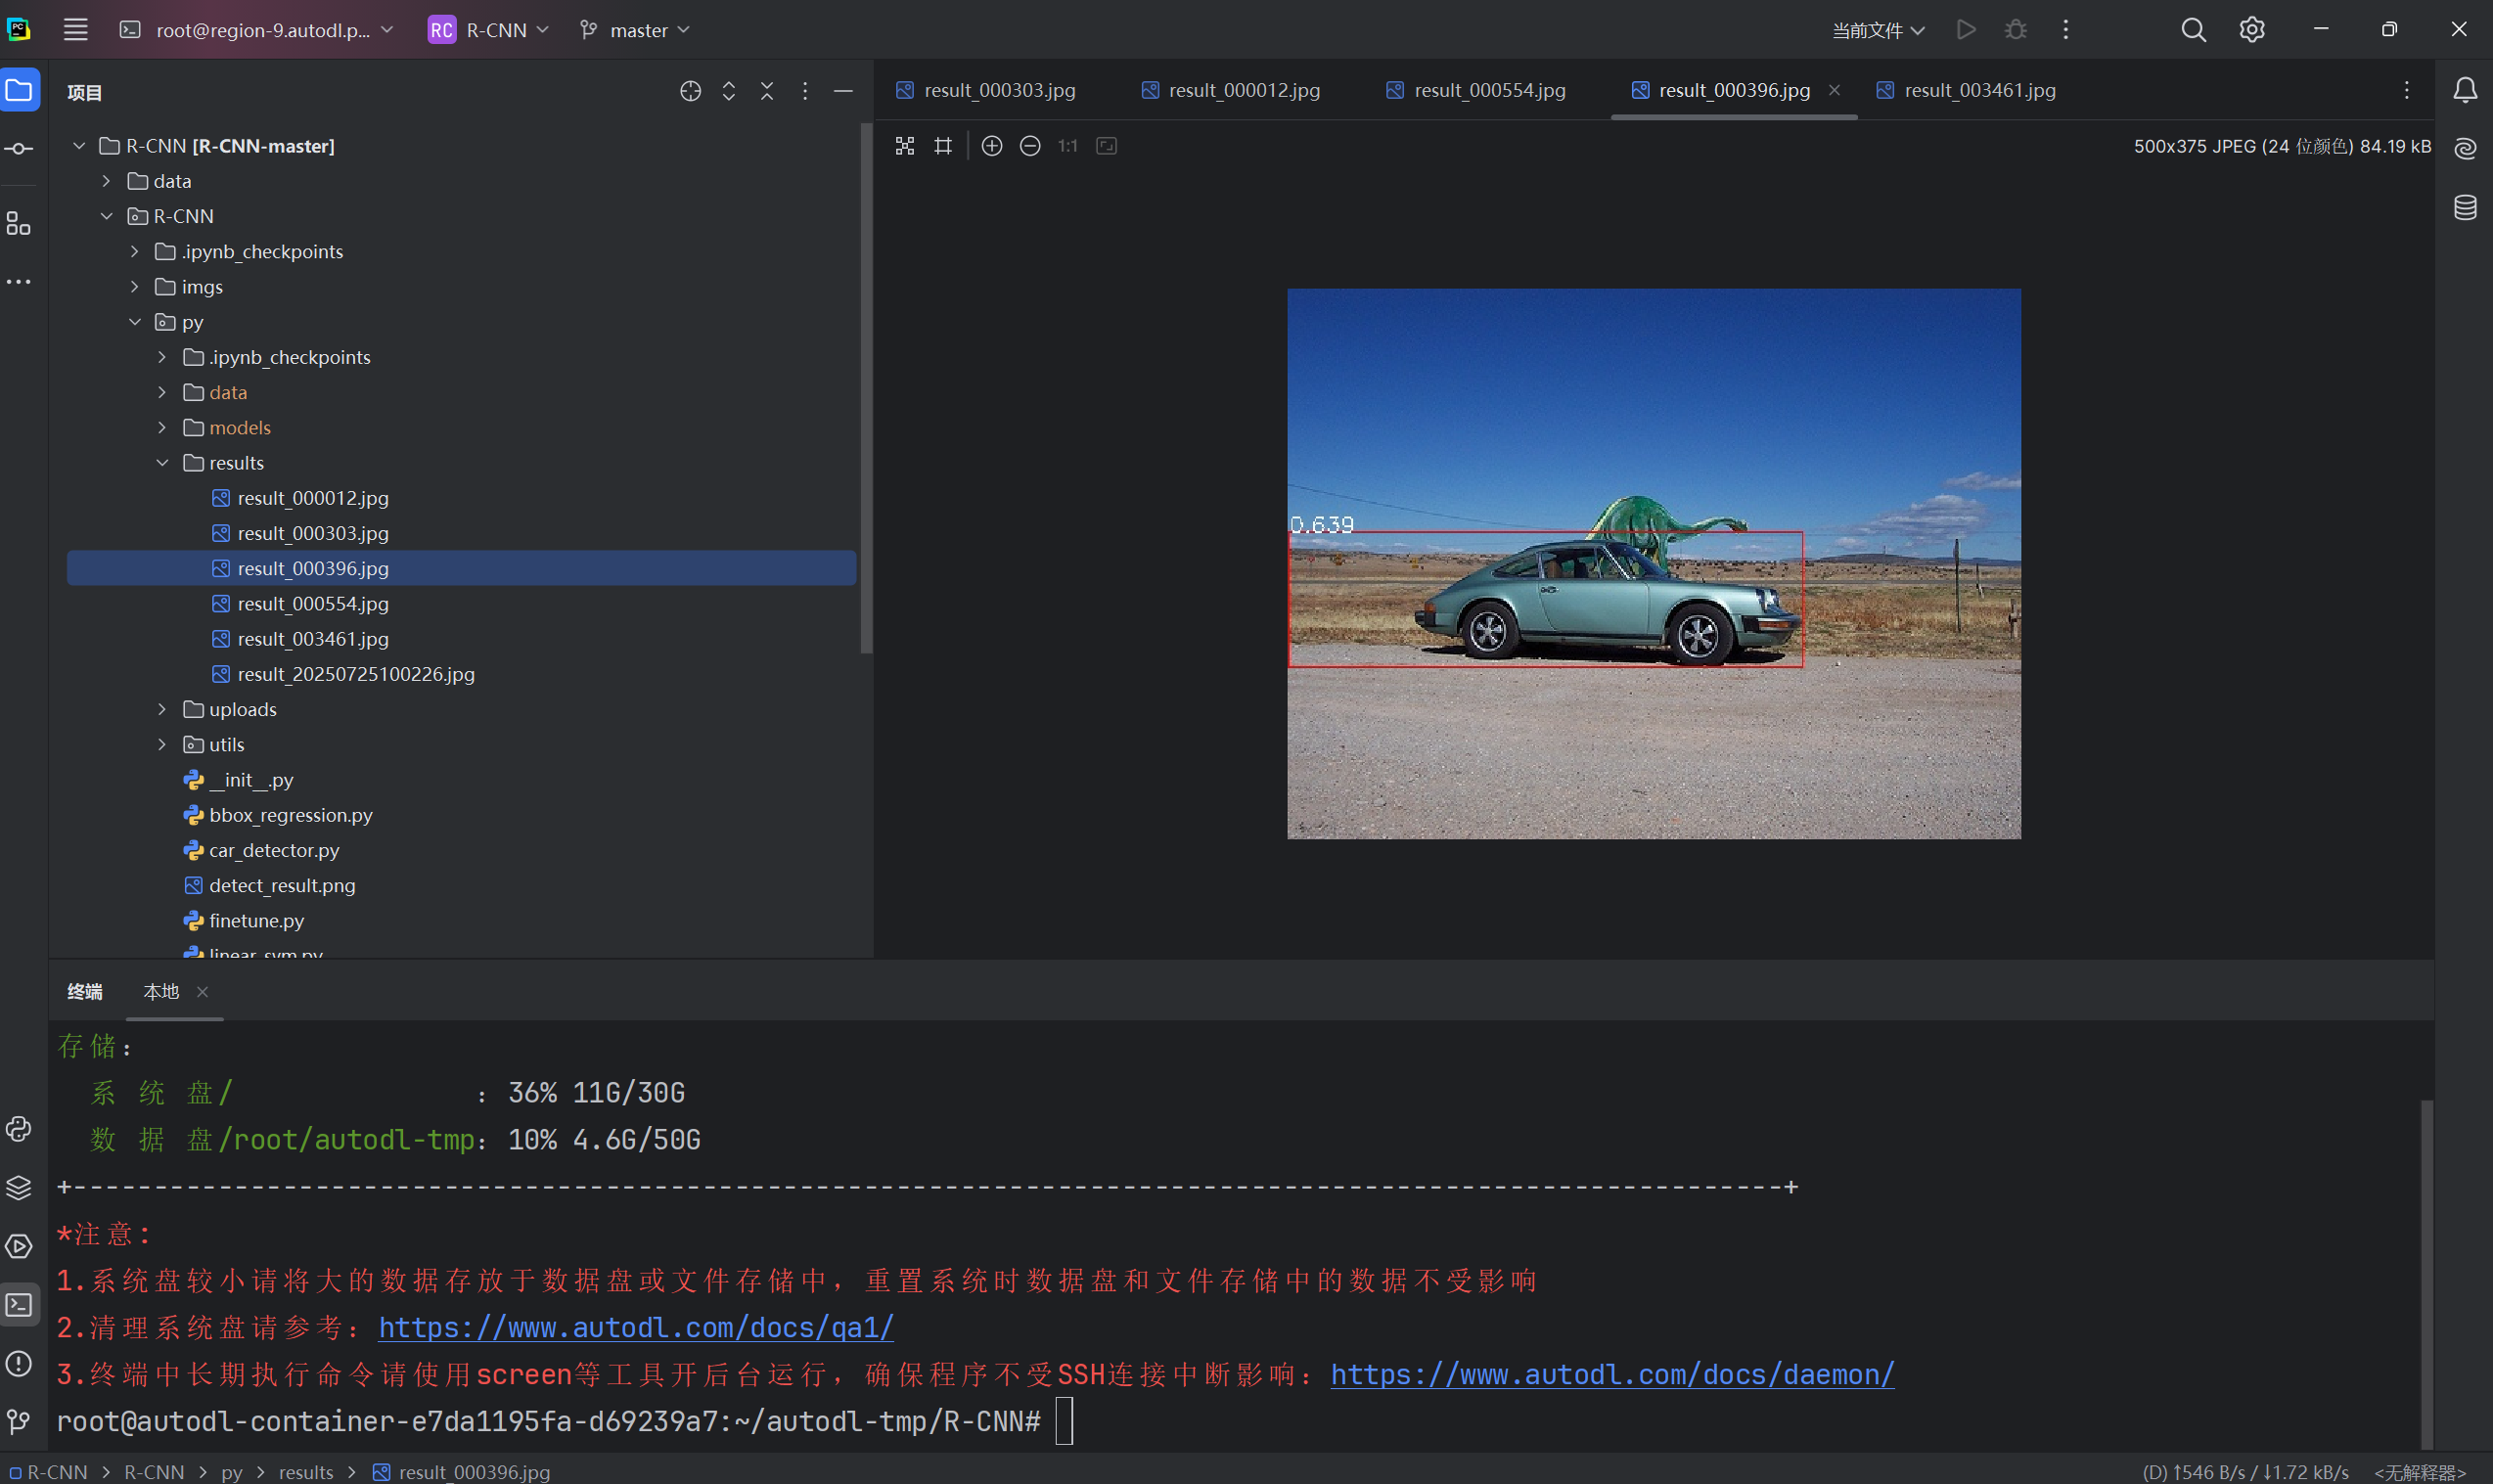 PC
root@region-9.autodl.p...
RC R-CNN
master
当前文件
项目
result_000303.jpg
result_000012.jpg
result_000554.jpg
result_000396.jpg
result_003461.jpg
1:1
500x375 JPEG (24 位颜色) 84.19 kB
R-CNN [R-CNN-master]
data
R-CNN
.ipynb_checkpoints
imgs
py
.ipynb_checkpoints
data
models
results
result_000012.jpg
result_000303.jpg
result_000396.jpg
result_000554.jpg
result_003461.jpg
result_20250725100226.jpg
uploads
utils
__init__.py
bbox_regression.py
car_detector.py
detect_result.png
finetune.py
linear_svm.py
0.639
终端
本地
存储:
系 统 盘/ : 36% 11G/30G
数 据 盘/root/autodl-tmp: 10% 4.6G/50G
+----------------------------------------------------------------------------------------------------------+
*注意:
1.系统盘较小请将大的数据存放于数据盘或文件存储中，重置系统时数据盘和文件存储中的数据不受影响
2.清理系统盘请参考：https://www.autodl.com/docs/qa1/
3.终端中长期执行命令请使用screen等工具开后台运行，确保程序不受SSH连接中断影响：https://www.autodl.com/docs/daemon/
root@autodl-container-e7da1195fa-d69239a7:~/autodl-tmp/R-CNN#
R-CNN > R-CNN > py > results > result_000396.jpg
(D) ↑546 B/s / ↓1.72 kB/s
<无解释器>